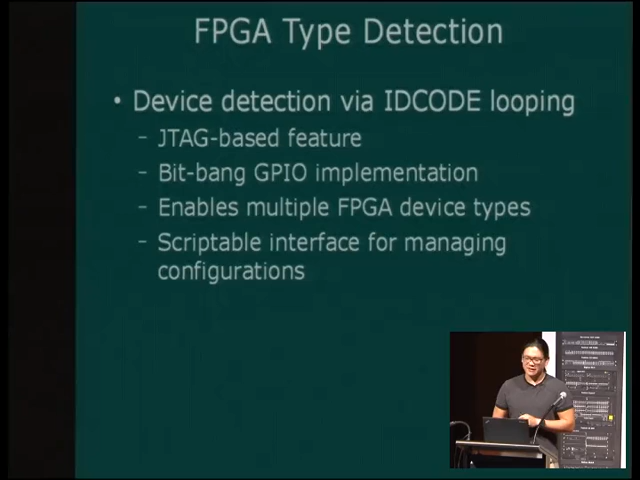 FPGA Type Detection
• Device detection via IDCODE looping
– JTAG-based feature
– Bit-bang GPIO implementation
– Enables multiple FPGA device types
– Scriptable interface for managing
configurations